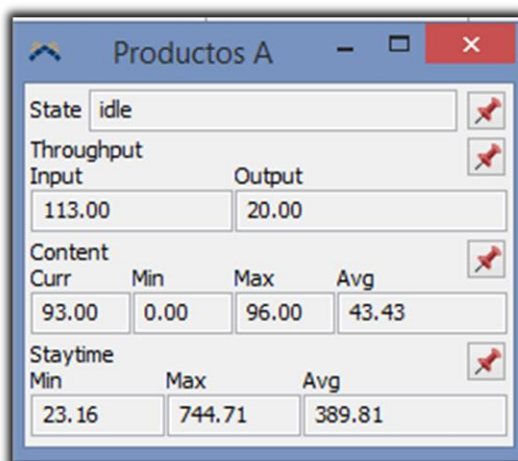 Productos A
State idle
Throughput
Input Output
113.00 20.00
Content
Curr Min Max Avg
93.00 0.00 96.00 43.43
Staytime
Min Max Avg
23.16 744.71 389.81